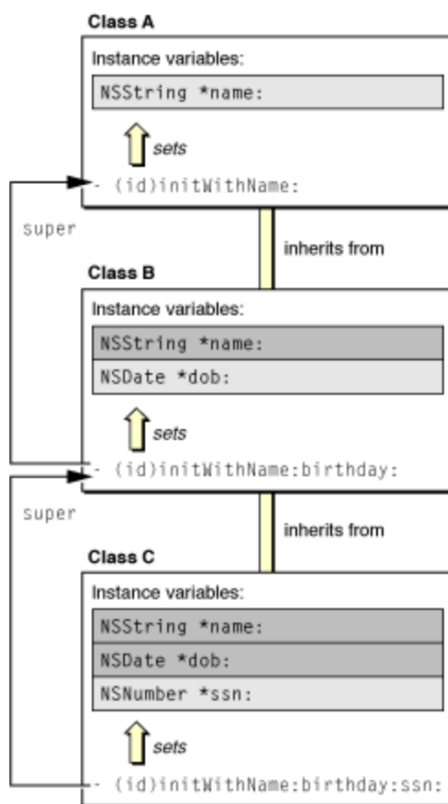 Class A
Instance variables:
NSString *name:
sets
- (id)initWithName:
super
inherits from
Class B
Instance variables:
NSString *name:
NSDate *dob:
sets
- (id)initWithName:birthday:
super
inherits from
Class C
Instance variables:
NSString *name:
NSDate *dob:
NSNumber *ssn:
sets
- (id)initWithName:birthday:ssn: